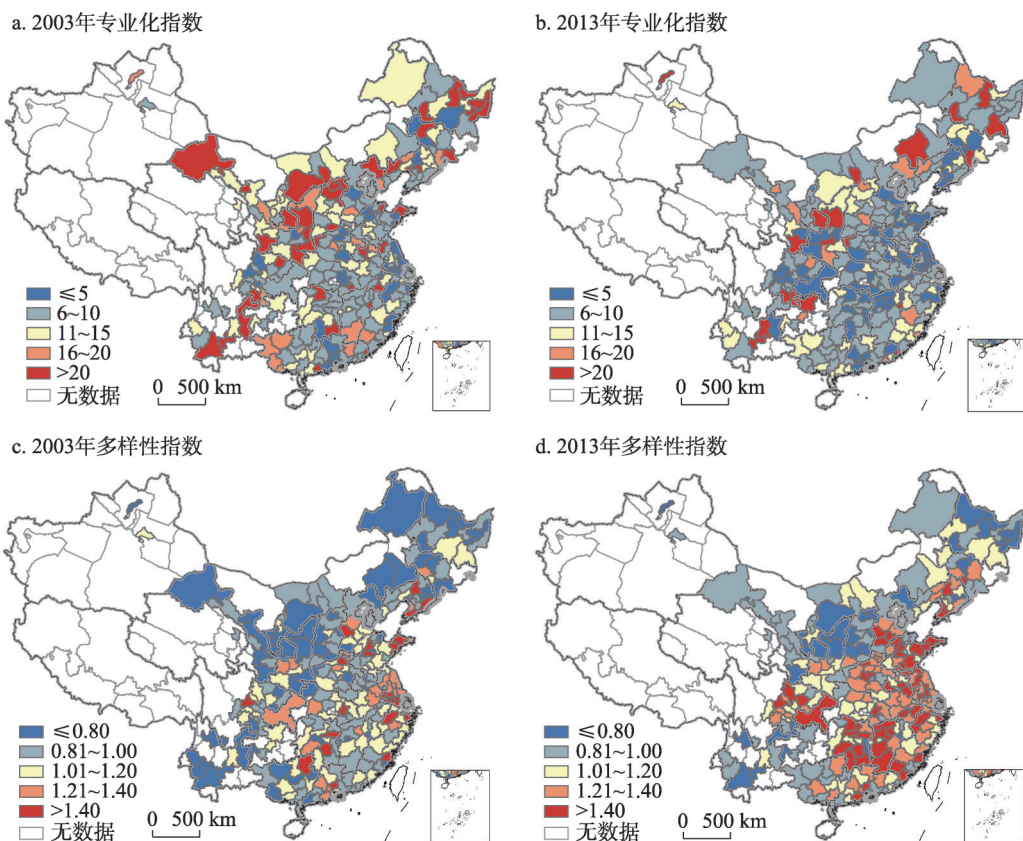 a. 2003年专业化指数
≤5
6~10
11~15
16~20
>20
无数据
0 500 km
b. 2013年专业化指数
≤5
6~10
11~15
16~20
>20
无数据
0 500 km
c. 2003年多样性指数
≤0.80
0.81~1.00
1.01~1.20
1.21~1.40
>1.40
无数据
0 500 km
d. 2013年多样性指数
≤0.80
0.81~1.00
1.01~1.20
1.21~1.40
>1.40
无数据
0 500 km